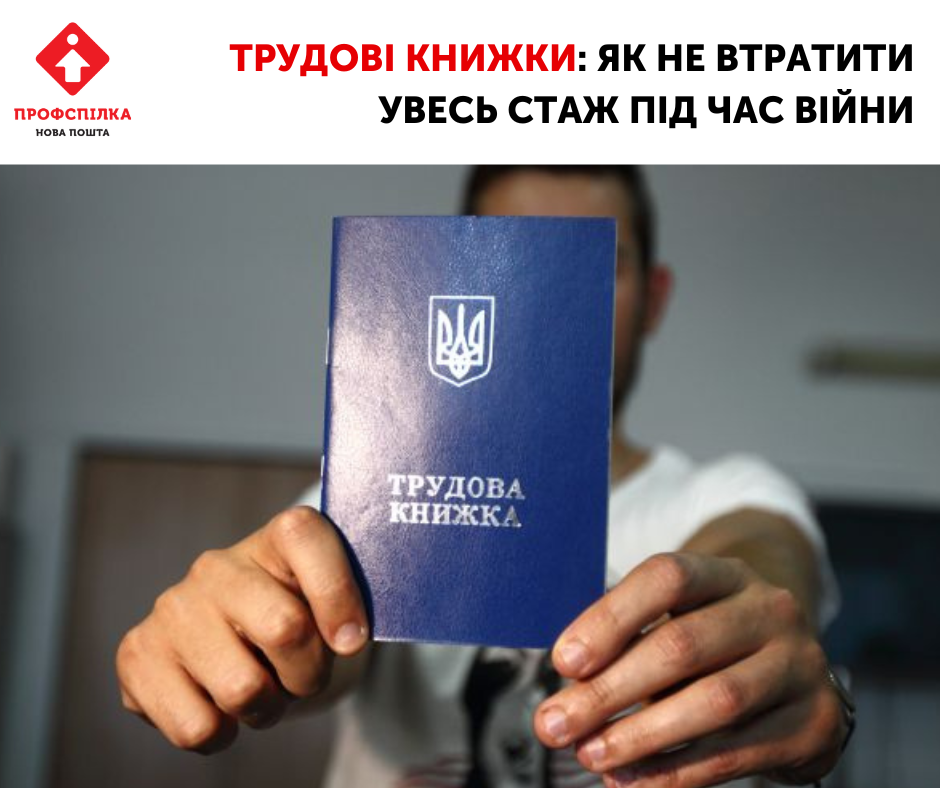 ПРОФСПІЛКА
НОВА ПОШТА
ТРУДОВІ КНИЖКИ: ЯК НЕ ВТРАТИТИ
УВЕСЬ СТАЖ ПІД ЧАС ВІЙНИ
ТРУДОВА
КНИЖКА